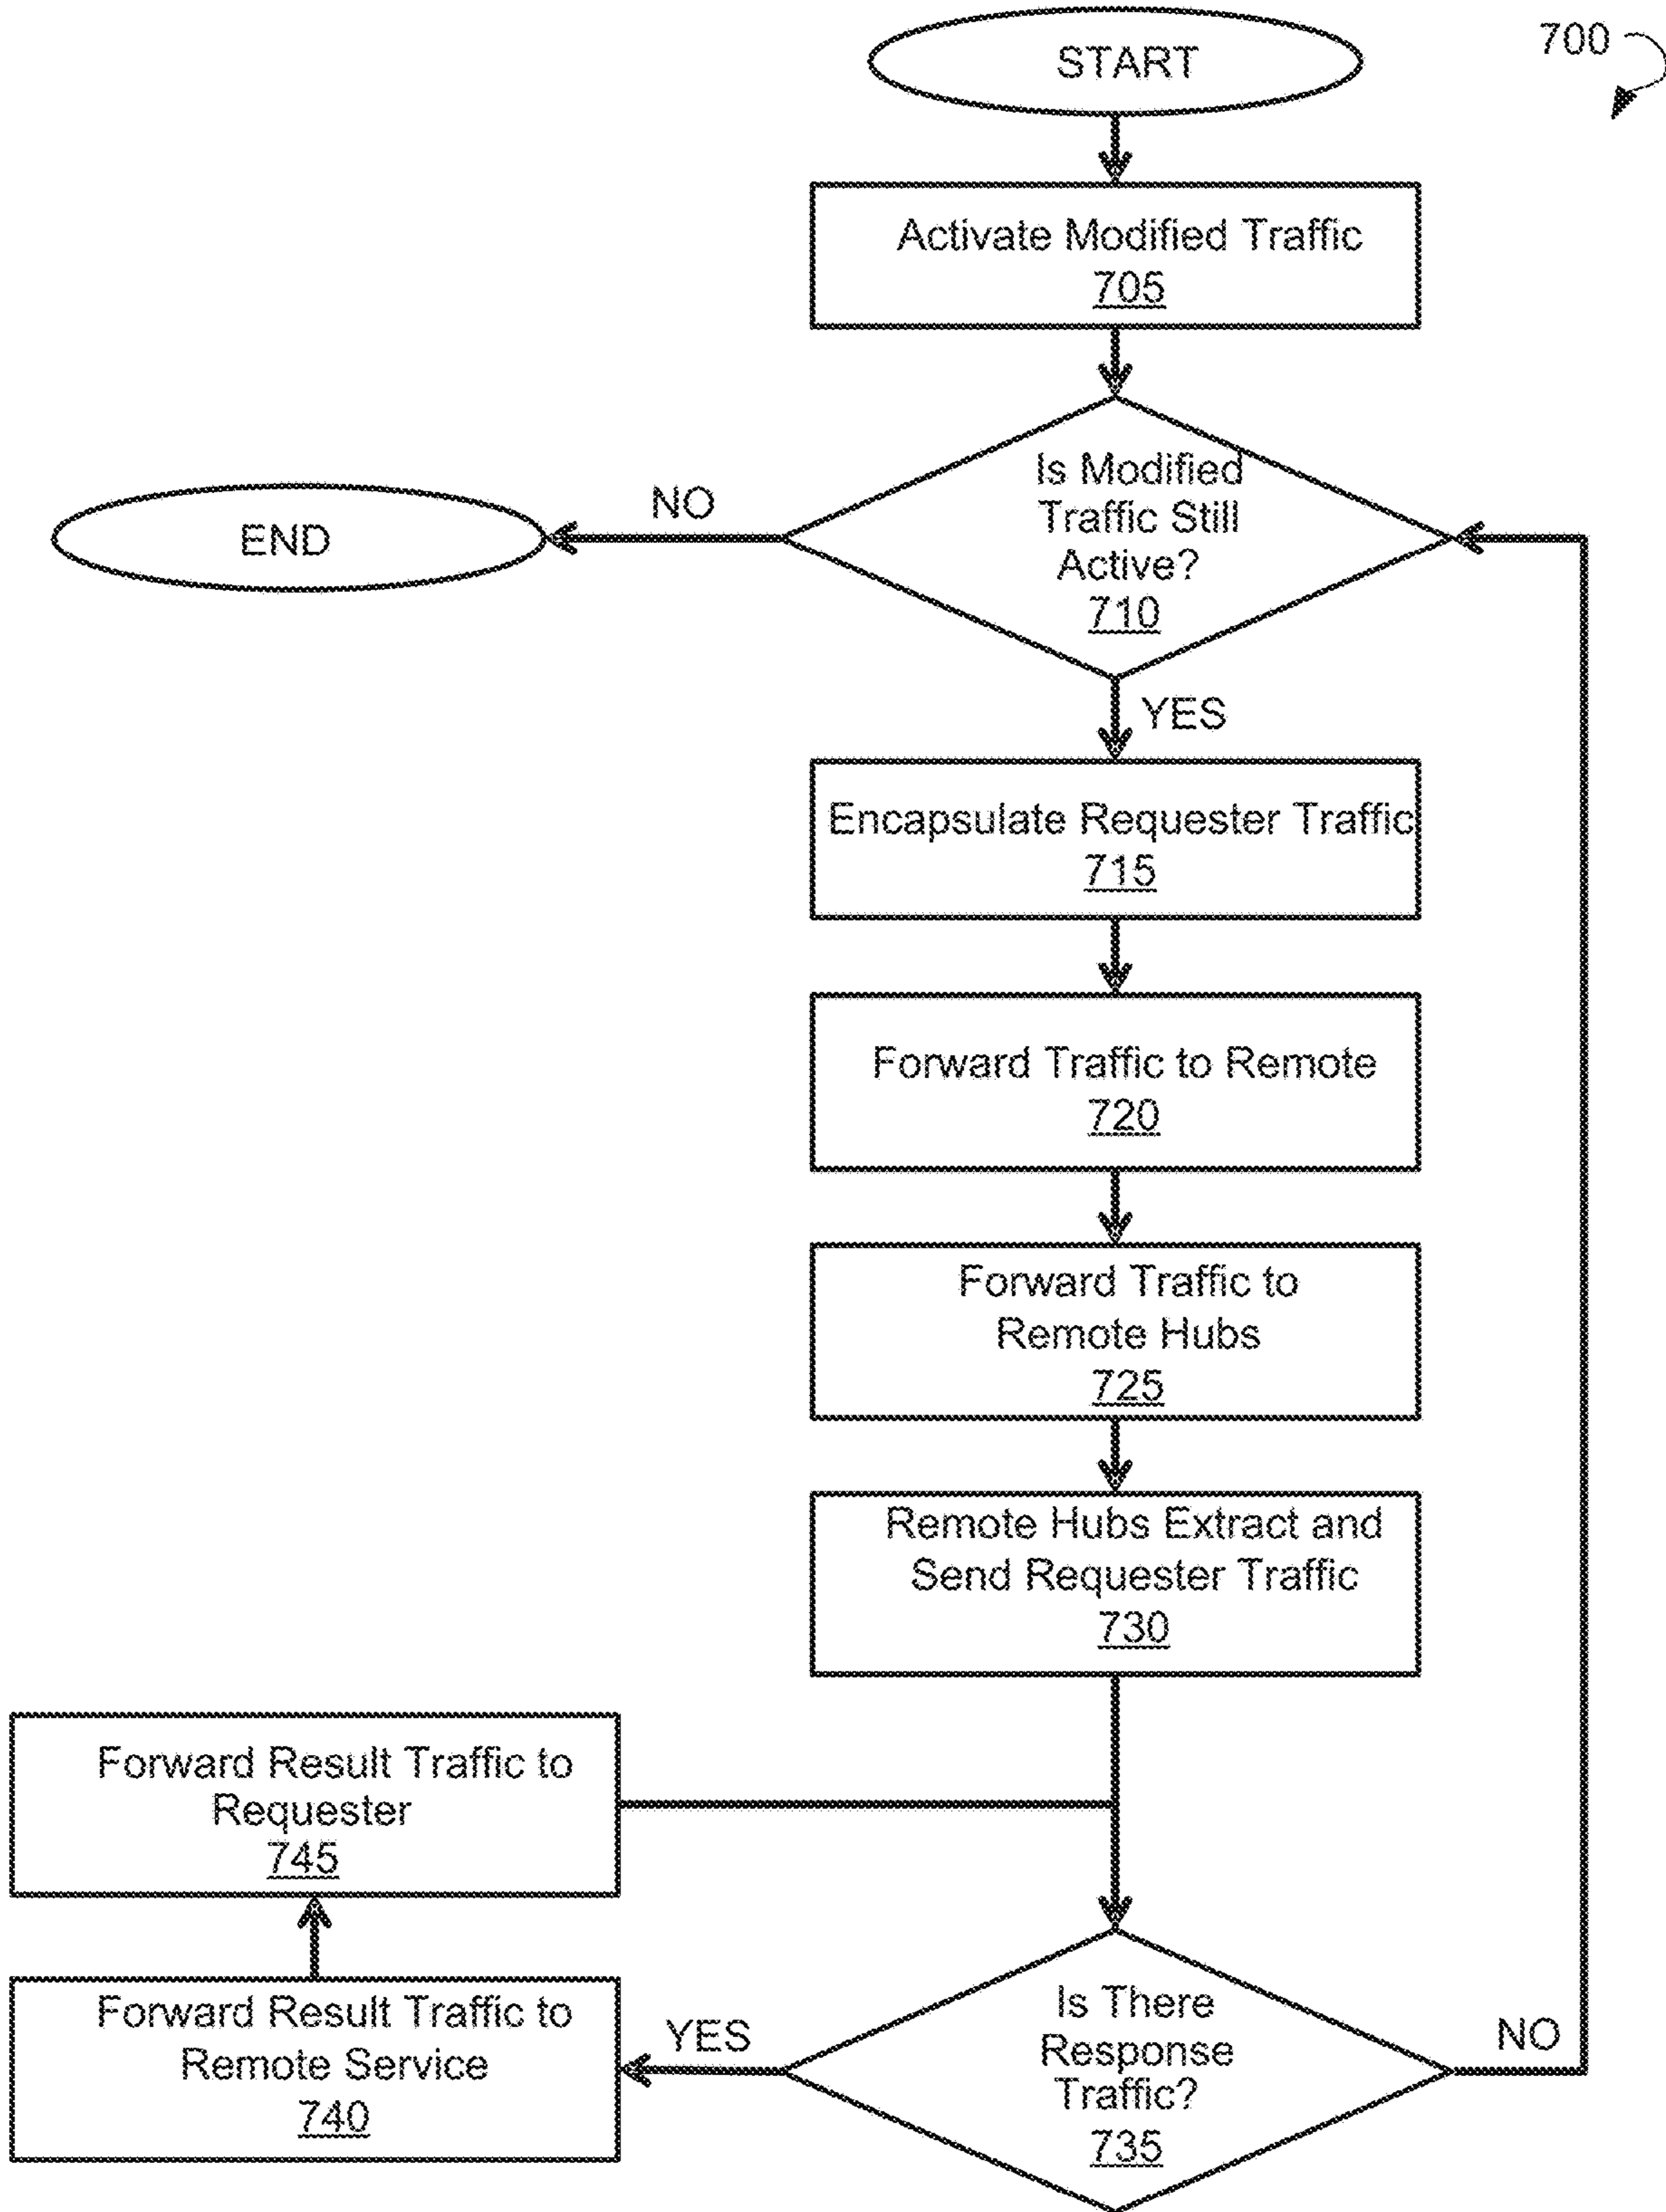 START
700
Activate Modified Traffic
705
Is Modified
Traffic Still
Active?
710
NO
END
YES
Encapsulate Requester Traffic
715
Forward Traffic to Remote
720
Forward Traffic to
Remote Hubs
725
Remote Hubs Extract and
Send Requester Traffic
730
Forward Result Traffic to
Requester
745
Forward Result Traffic to
Remote Service
740
YES
Is There
Response
Traffic?
735
NO